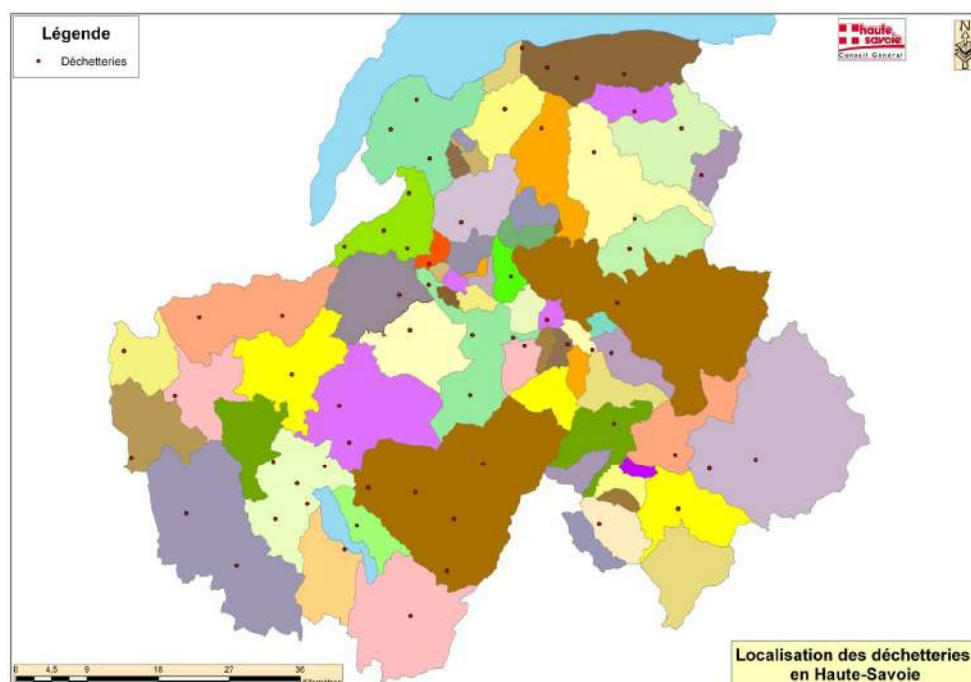 Légende
Déchetteries
haute
savoie
Conseil Général
N
0 4,5 9 18 27 36
Kilomètres
Localisation des déchetteries
en Haute-Savoie